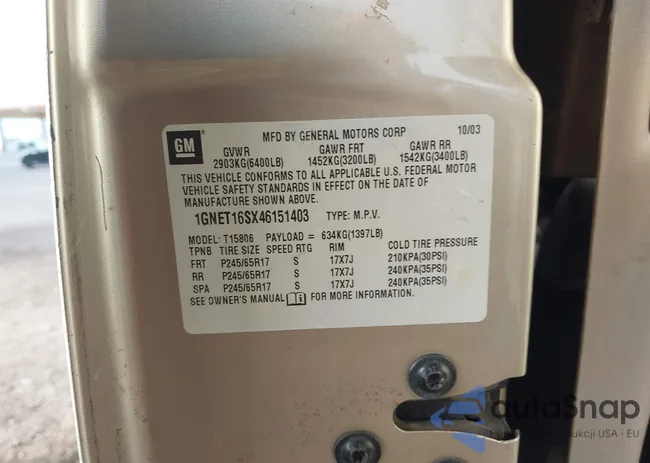 GM
MFD BY GENERAL MOTORS CORP 10/03
GVWR GAWR FRT GAWR RR
2903KG(6400LB) 1452KG(3200LB) 1542KG(3400LB)
THIS VEHICLE CONFORMS TO ALL APPLICABLE U.S. FEDERAL MOTOR
VEHICLE SAFETY STANDARDS IN EFFECT ON THE DATE OF
MANUFACTURE SHOWN ABOVE.
1GNET16SX46151403 TYPE: M.P.V.
MODEL: T15806 PAYLOAD = 634KG(1397LB)
TPNB TIRE SIZE SPEED RTG RIM COLD TIRE PRESSURE
FRT P245/65R17 S 17X7J 210KPA(30PSI)
RR P245/65R17 S 17X7J 240KPA(35PSI)
SPA P245/65R17 S 17X7J 240KPA(35PSI)
SEE OWNER'S MANUAL FOR MORE INFORMATION.
autaSnap
USA - EU